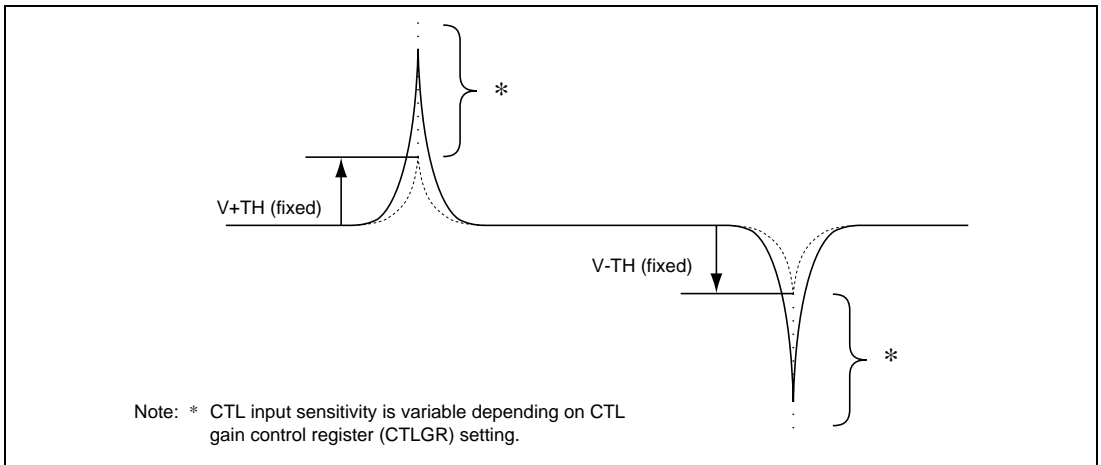 *
V+TH (fixed)
V-TH (fixed)
*
Note: * CTL input sensitivity is variable depending on CTL
gain control register (CTLGR) setting.